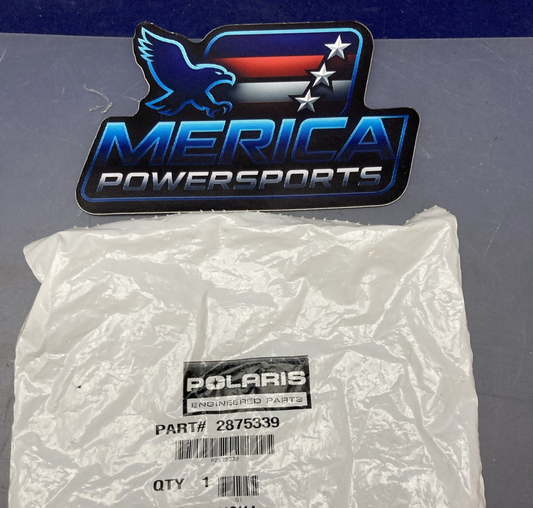 MERICA
POWERSPORTS
POLARIS
ENGINEERED PARTS
PART# 2875339
QTY 1